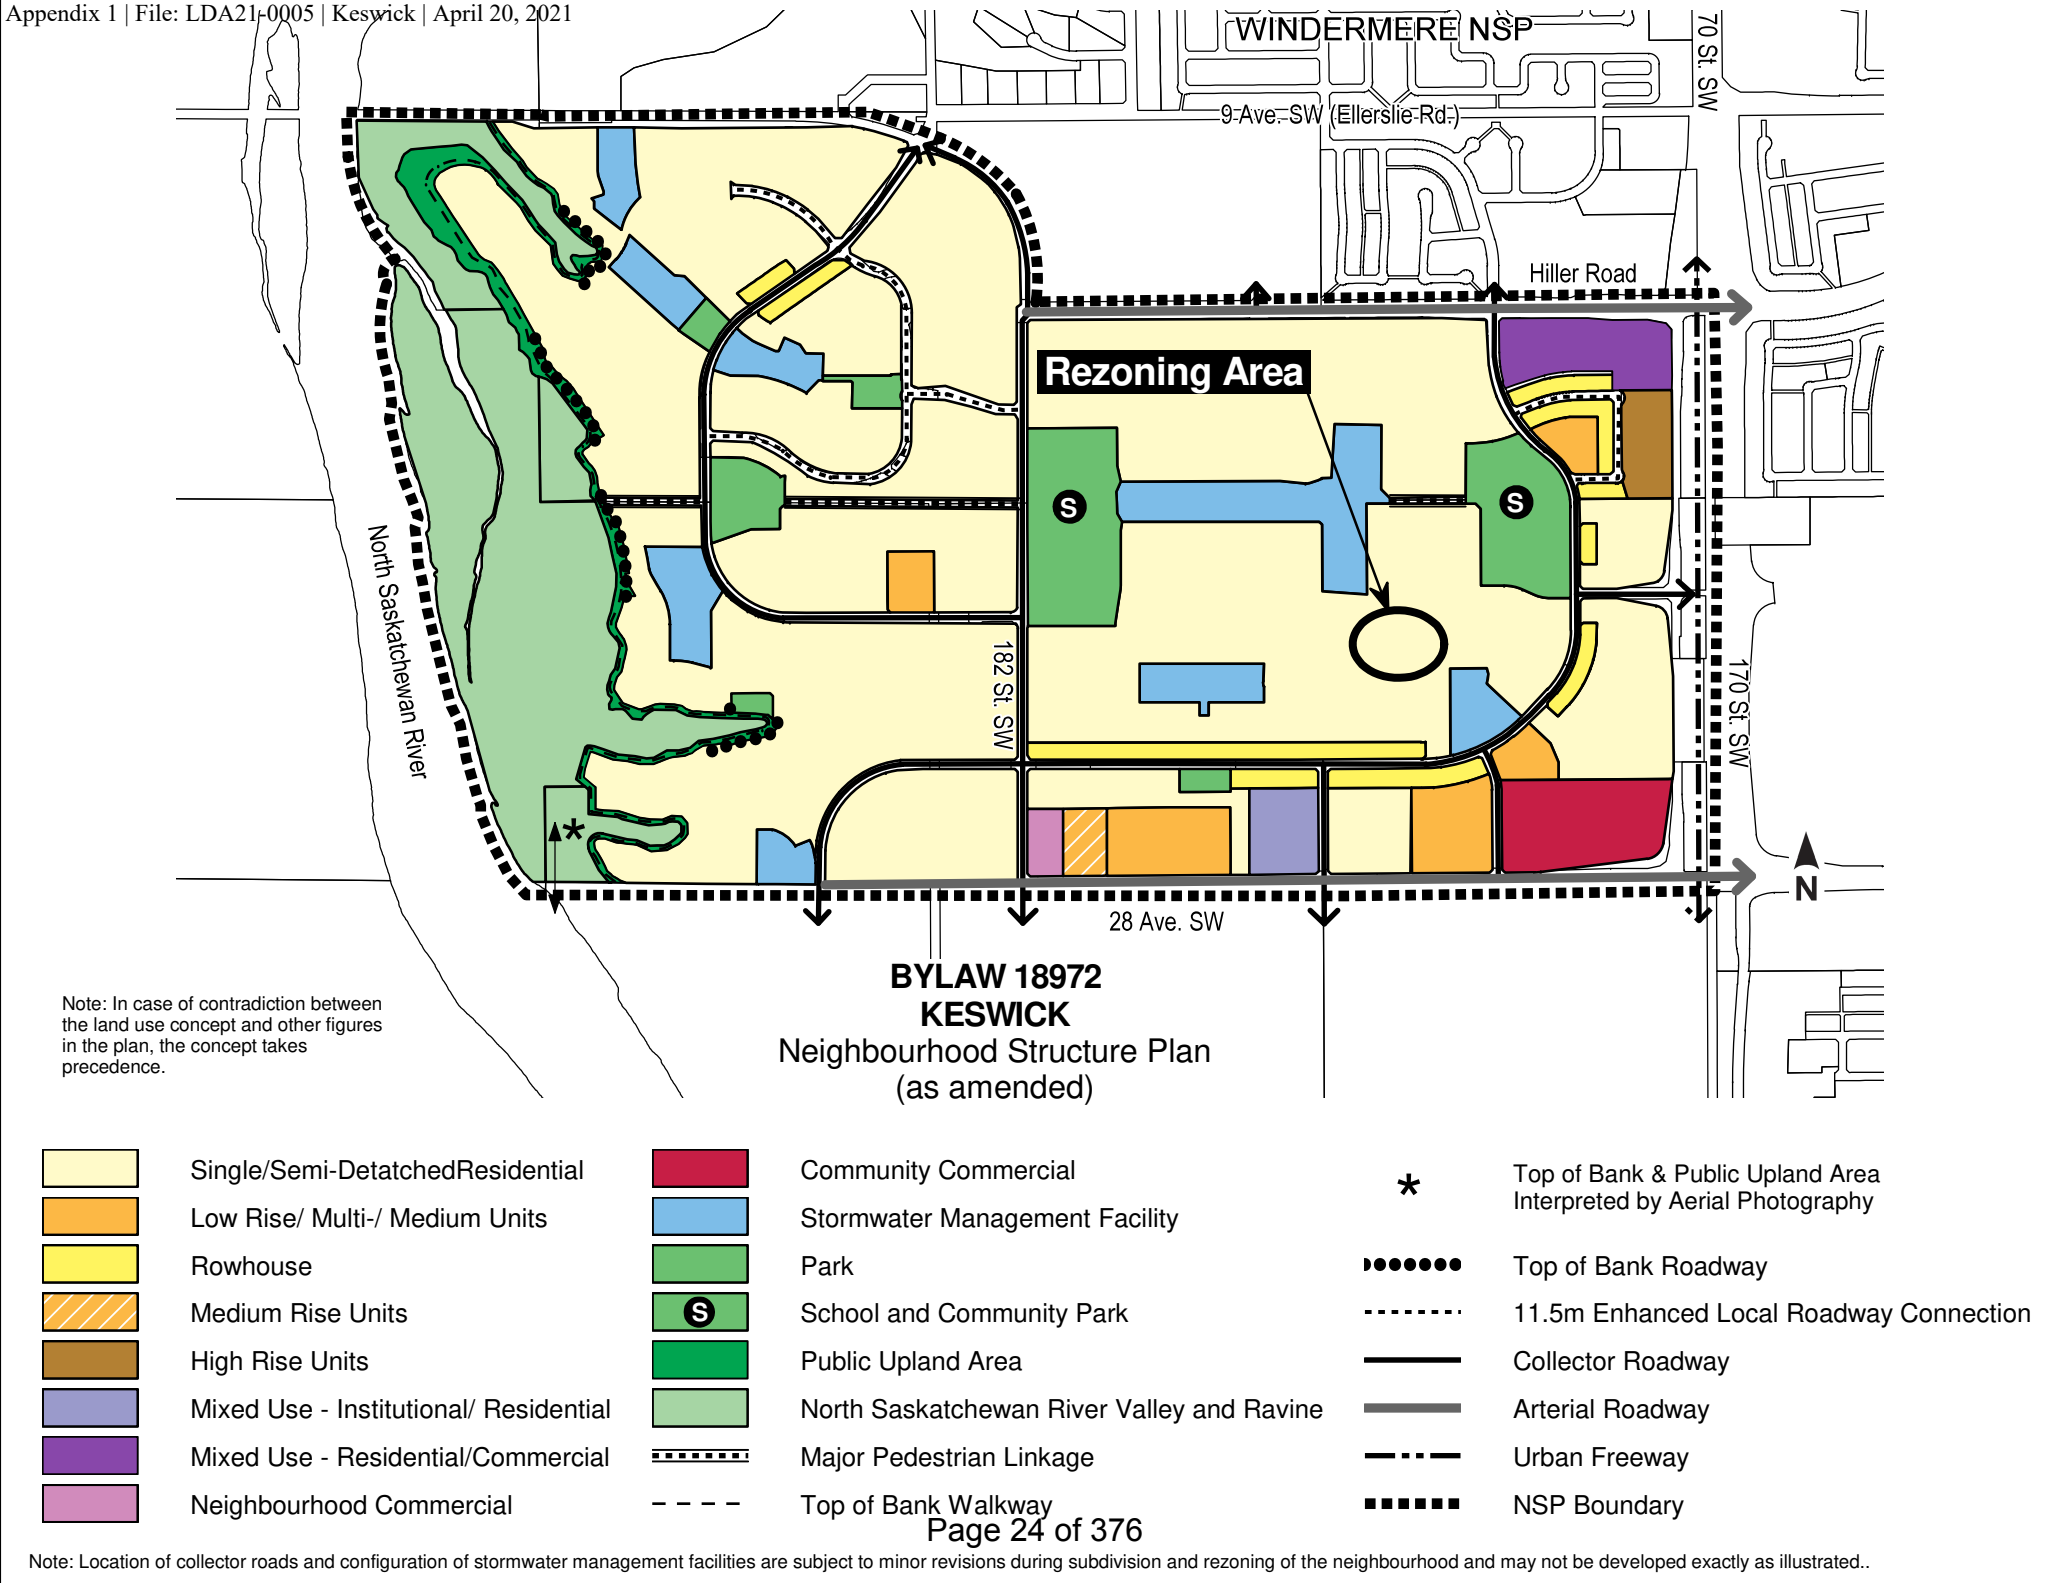 Appendix 1 | File: LDA21-0005 | Keswick | April 20, 2021
WINDERMERE NSP
70 St. SW
9 Ave. SW (Ellerslie Rd.)
Hiller Road
Rezoning Area
S
S
North Saskatchewan River
182 St. SW
170 St. SW
*
N
28 Ave. SW
BYLAW 18972
KESWICK
Neighbourhood Structure Plan
(as amended)
Note: In case of contradiction between
the land use concept and other figures
in the plan, the concept takes
precedence.
Single/Semi-DetatchedResidential
Low Rise/ Multi-/ Medium Units
Rowhouse
Medium Rise Units
High Rise Units
Mixed Use - Institutional/ Residential
Mixed Use - Residential/Commercial
Neighbourhood Commercial
Community Commercial
Stormwater Management Facility
Park
S School and Community Park
Public Upland Area
North Saskatchewan River Valley and Ravine
Major Pedestrian Linkage
Top of Bank Walkway
* Top of Bank & Public Upland Area
Interpreted by Aerial Photography
Top of Bank Roadway
11.5m Enhanced Local Roadway Connection
Collector Roadway
Arterial Roadway
Urban Freeway
NSP Boundary
Page 24 of 376
Note: Location of collector roads and configuration of stormwater management facilities are subject to minor revisions during subdivision and rezoning of the neighbourhood and may not be developed exactly as illustrated..